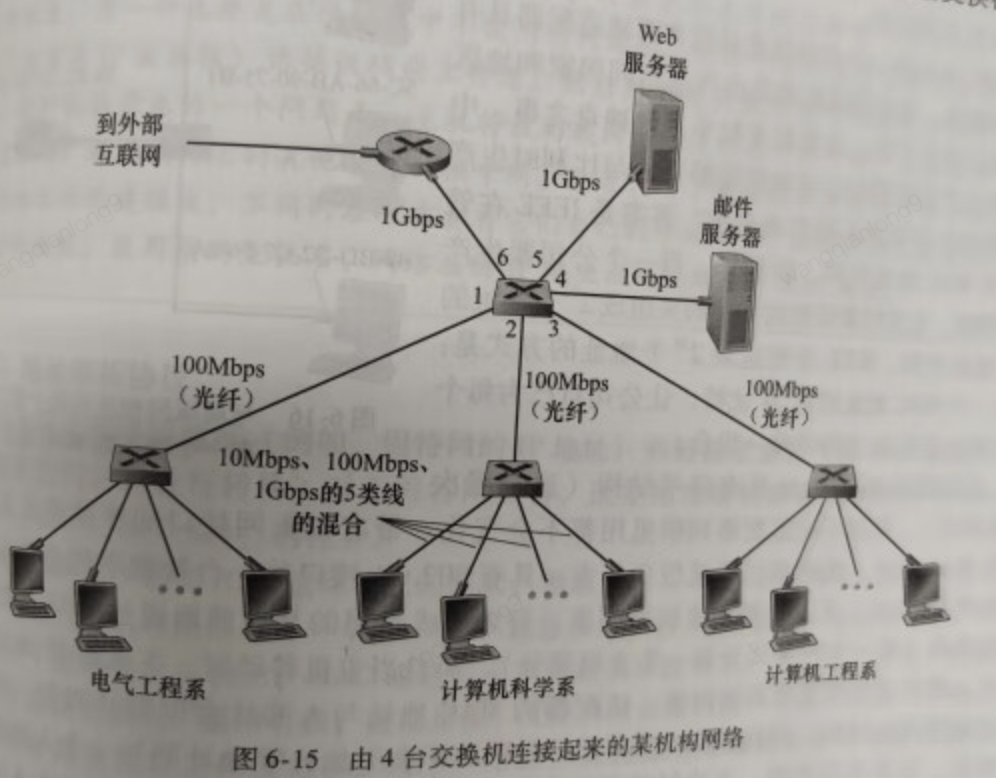 Web
服务器
到外部
互联网
1Gbps
1Gbps
邮件
服务器
1Gbps
6 5
4
1
2 3
100Mbps
（光纤）
100Mbps
（光纤）
100Mbps
（光纤）
10Mbps、100Mbps、
1Gbps的5类线
的混合
电气工程系
计算机科学系
计算机工程系
图 6-15 由 4 台交换机连接起来的某机构网络